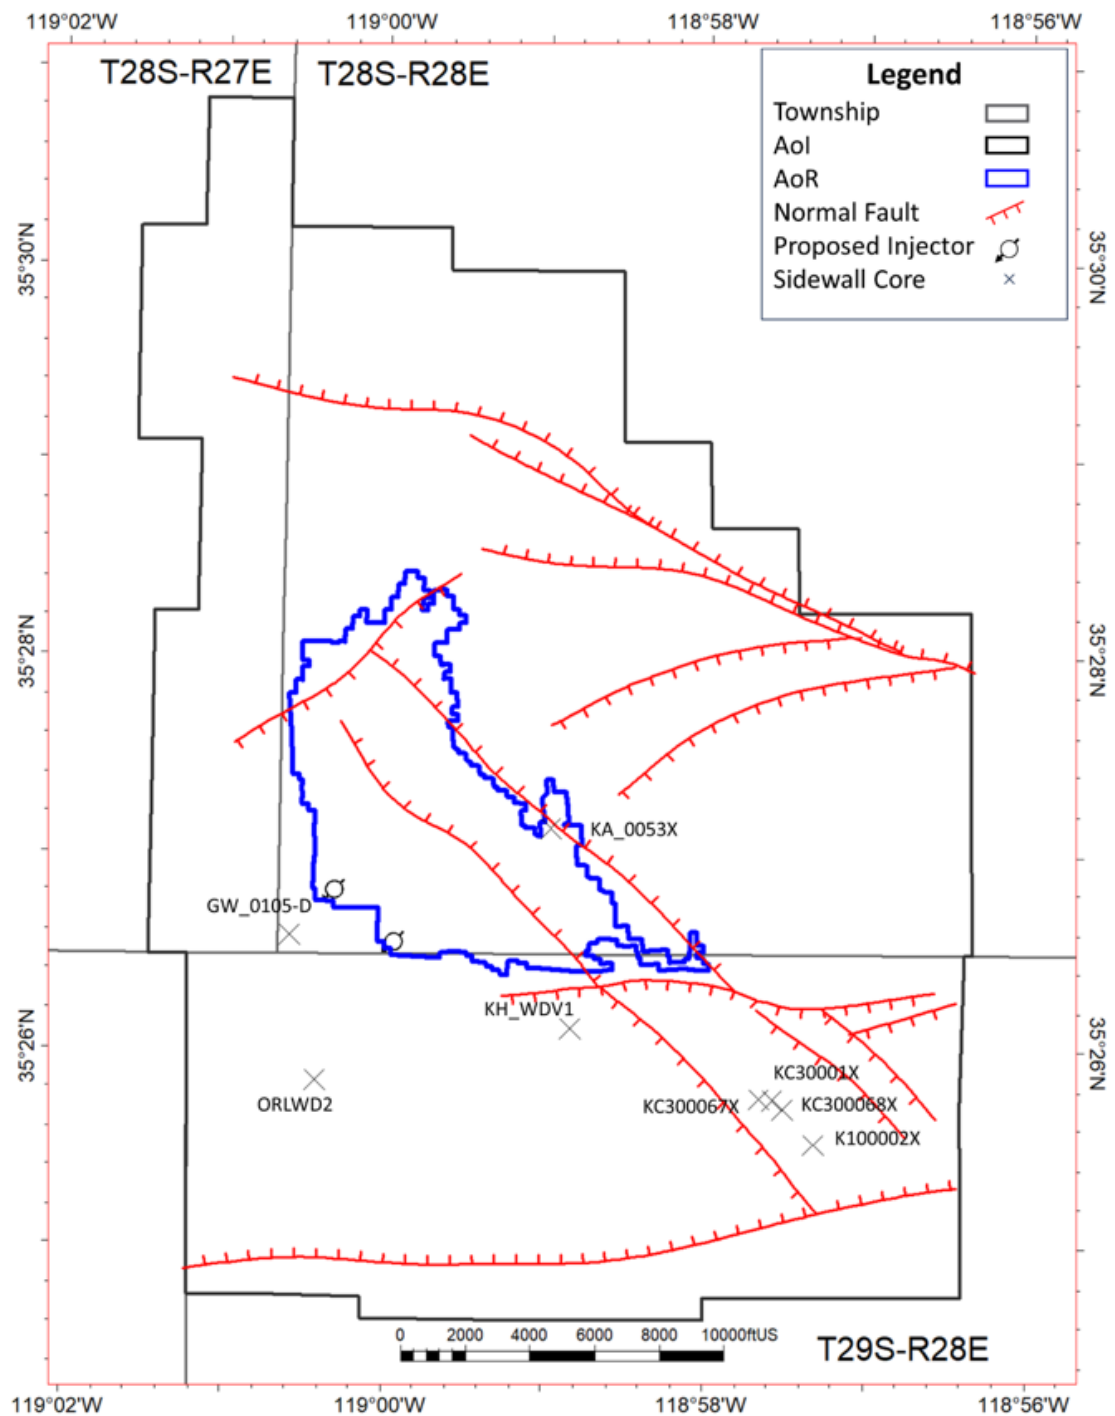 119°02'W 119°00'W 118°58'W 118°56'W
T28S-R27E T28S-R28E
Legend
Township
AoI
AoR
Normal Fault
Proposed Injector
Sidewall Core
35°30'N 35°30'N
35°28'N 35°28'N
KA_0053X
GW_0105-D
KH_WDV1
35°26'N 35°26'N
KC30001X
ORLWD2
KC300067X KC300068X
K100002X
0 2000 4000 6000 8000 10000ftUS
T29S-R28E
119°02'W 119°00'W 118°58'W 118°56'W